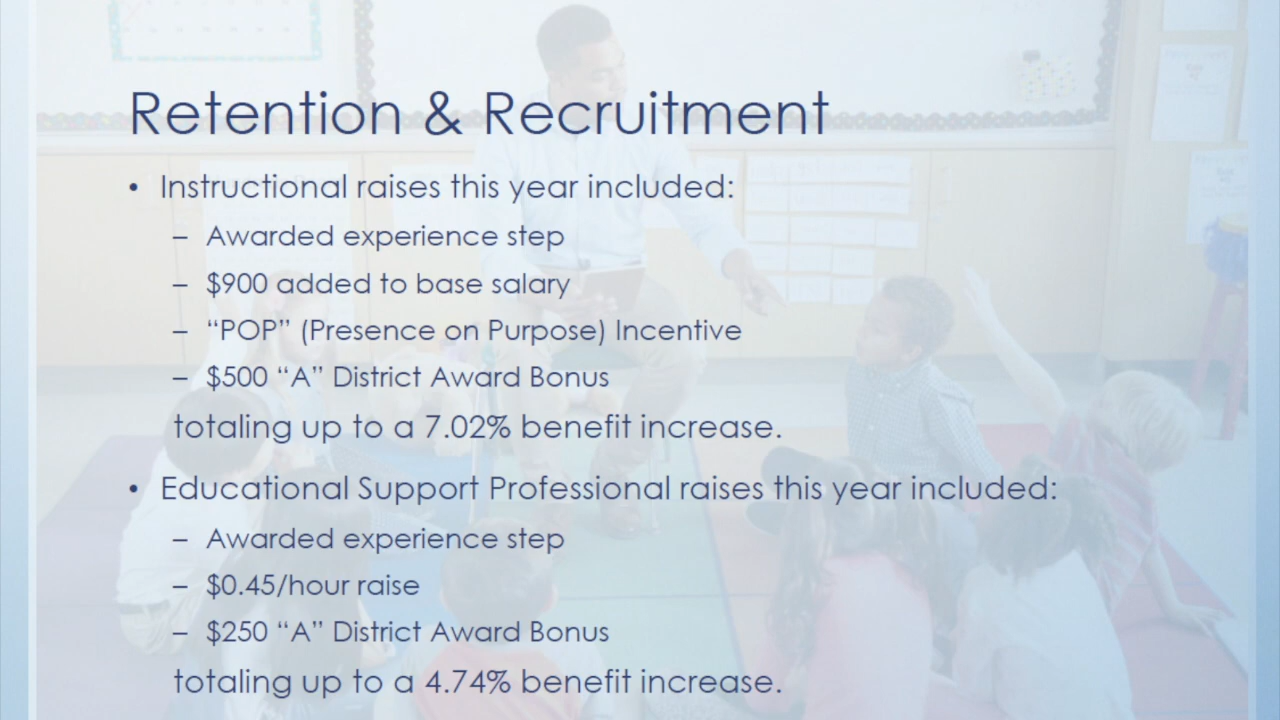 Retention & Recruitment
• Instructional raises this year included:
– Awarded experience step
– $900 added to base salary
– “POP” (Presence on Purpose) Incentive
– $500 “A” District Award Bonus
totaling up to a 7.02% benefit increase.
• Educational Support Professional raises this year included:
– Awarded experience step
– $0.45/hour raise
– $250 “A” District Award Bonus
totaling up to a 4.74% benefit increase.